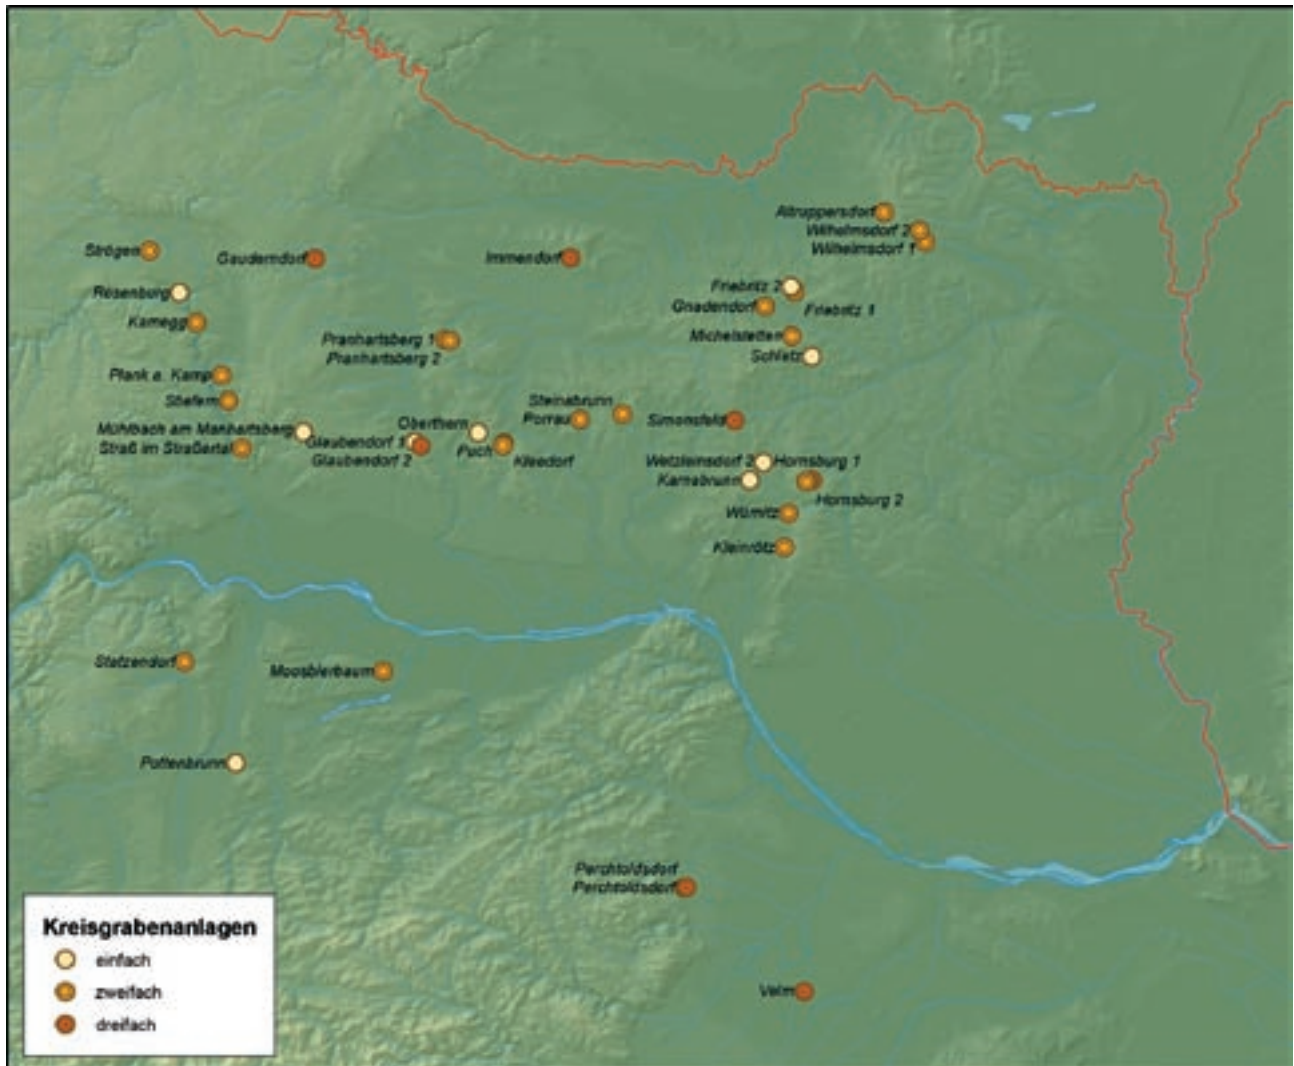 Altruppersdorf
Wilhelmsdorf 2
Wilhelmsdorf 1
Strögen
Gauderndorf
Immendorf
Rosenburg
Friebritz 2
Gnadendorf
Friebritz 1
Kamegg
Pranhartsberg 1
Pranhartsberg 2
Michelstetten
Schletz
Plank a. Kamp
Stiefern
Steinabrunn
Porrau
Simonsfeld
Mühlbach am Manhartsberg
Straß im Straßertal
Glaubendorf 1
Glaubendorf 2
Oberthern
Puch
Kleedorf
Wetzleinsdorf 2
Hornsburg 1
Karnabrunn
Hornsburg 2
Würnitz
Kleinrötz
Statzendorf
Moosbierbaum
Pottenbrunn
Perchtoldsdorf
Perchtoldsdorf
Velm
Kreisgrabenanlagen
einfach
zweifach
dreifach